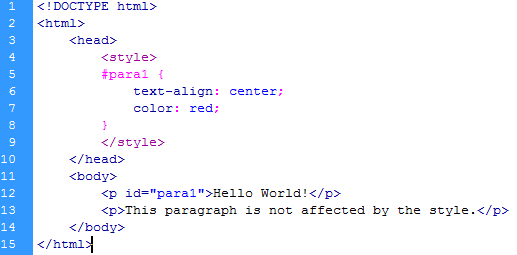 1 <!DOCTYPE html>
2 <html>
3     <head>
4         <style>
5         #para1 {
6             text-align: center;
7             color: red;
8         }
9         </style>
10     </head>
11     <body>
12         <p id="para1">Hello World!</p>
13         <p>This paragraph is not affected by the style.</p>
14     </body>
15 </html>